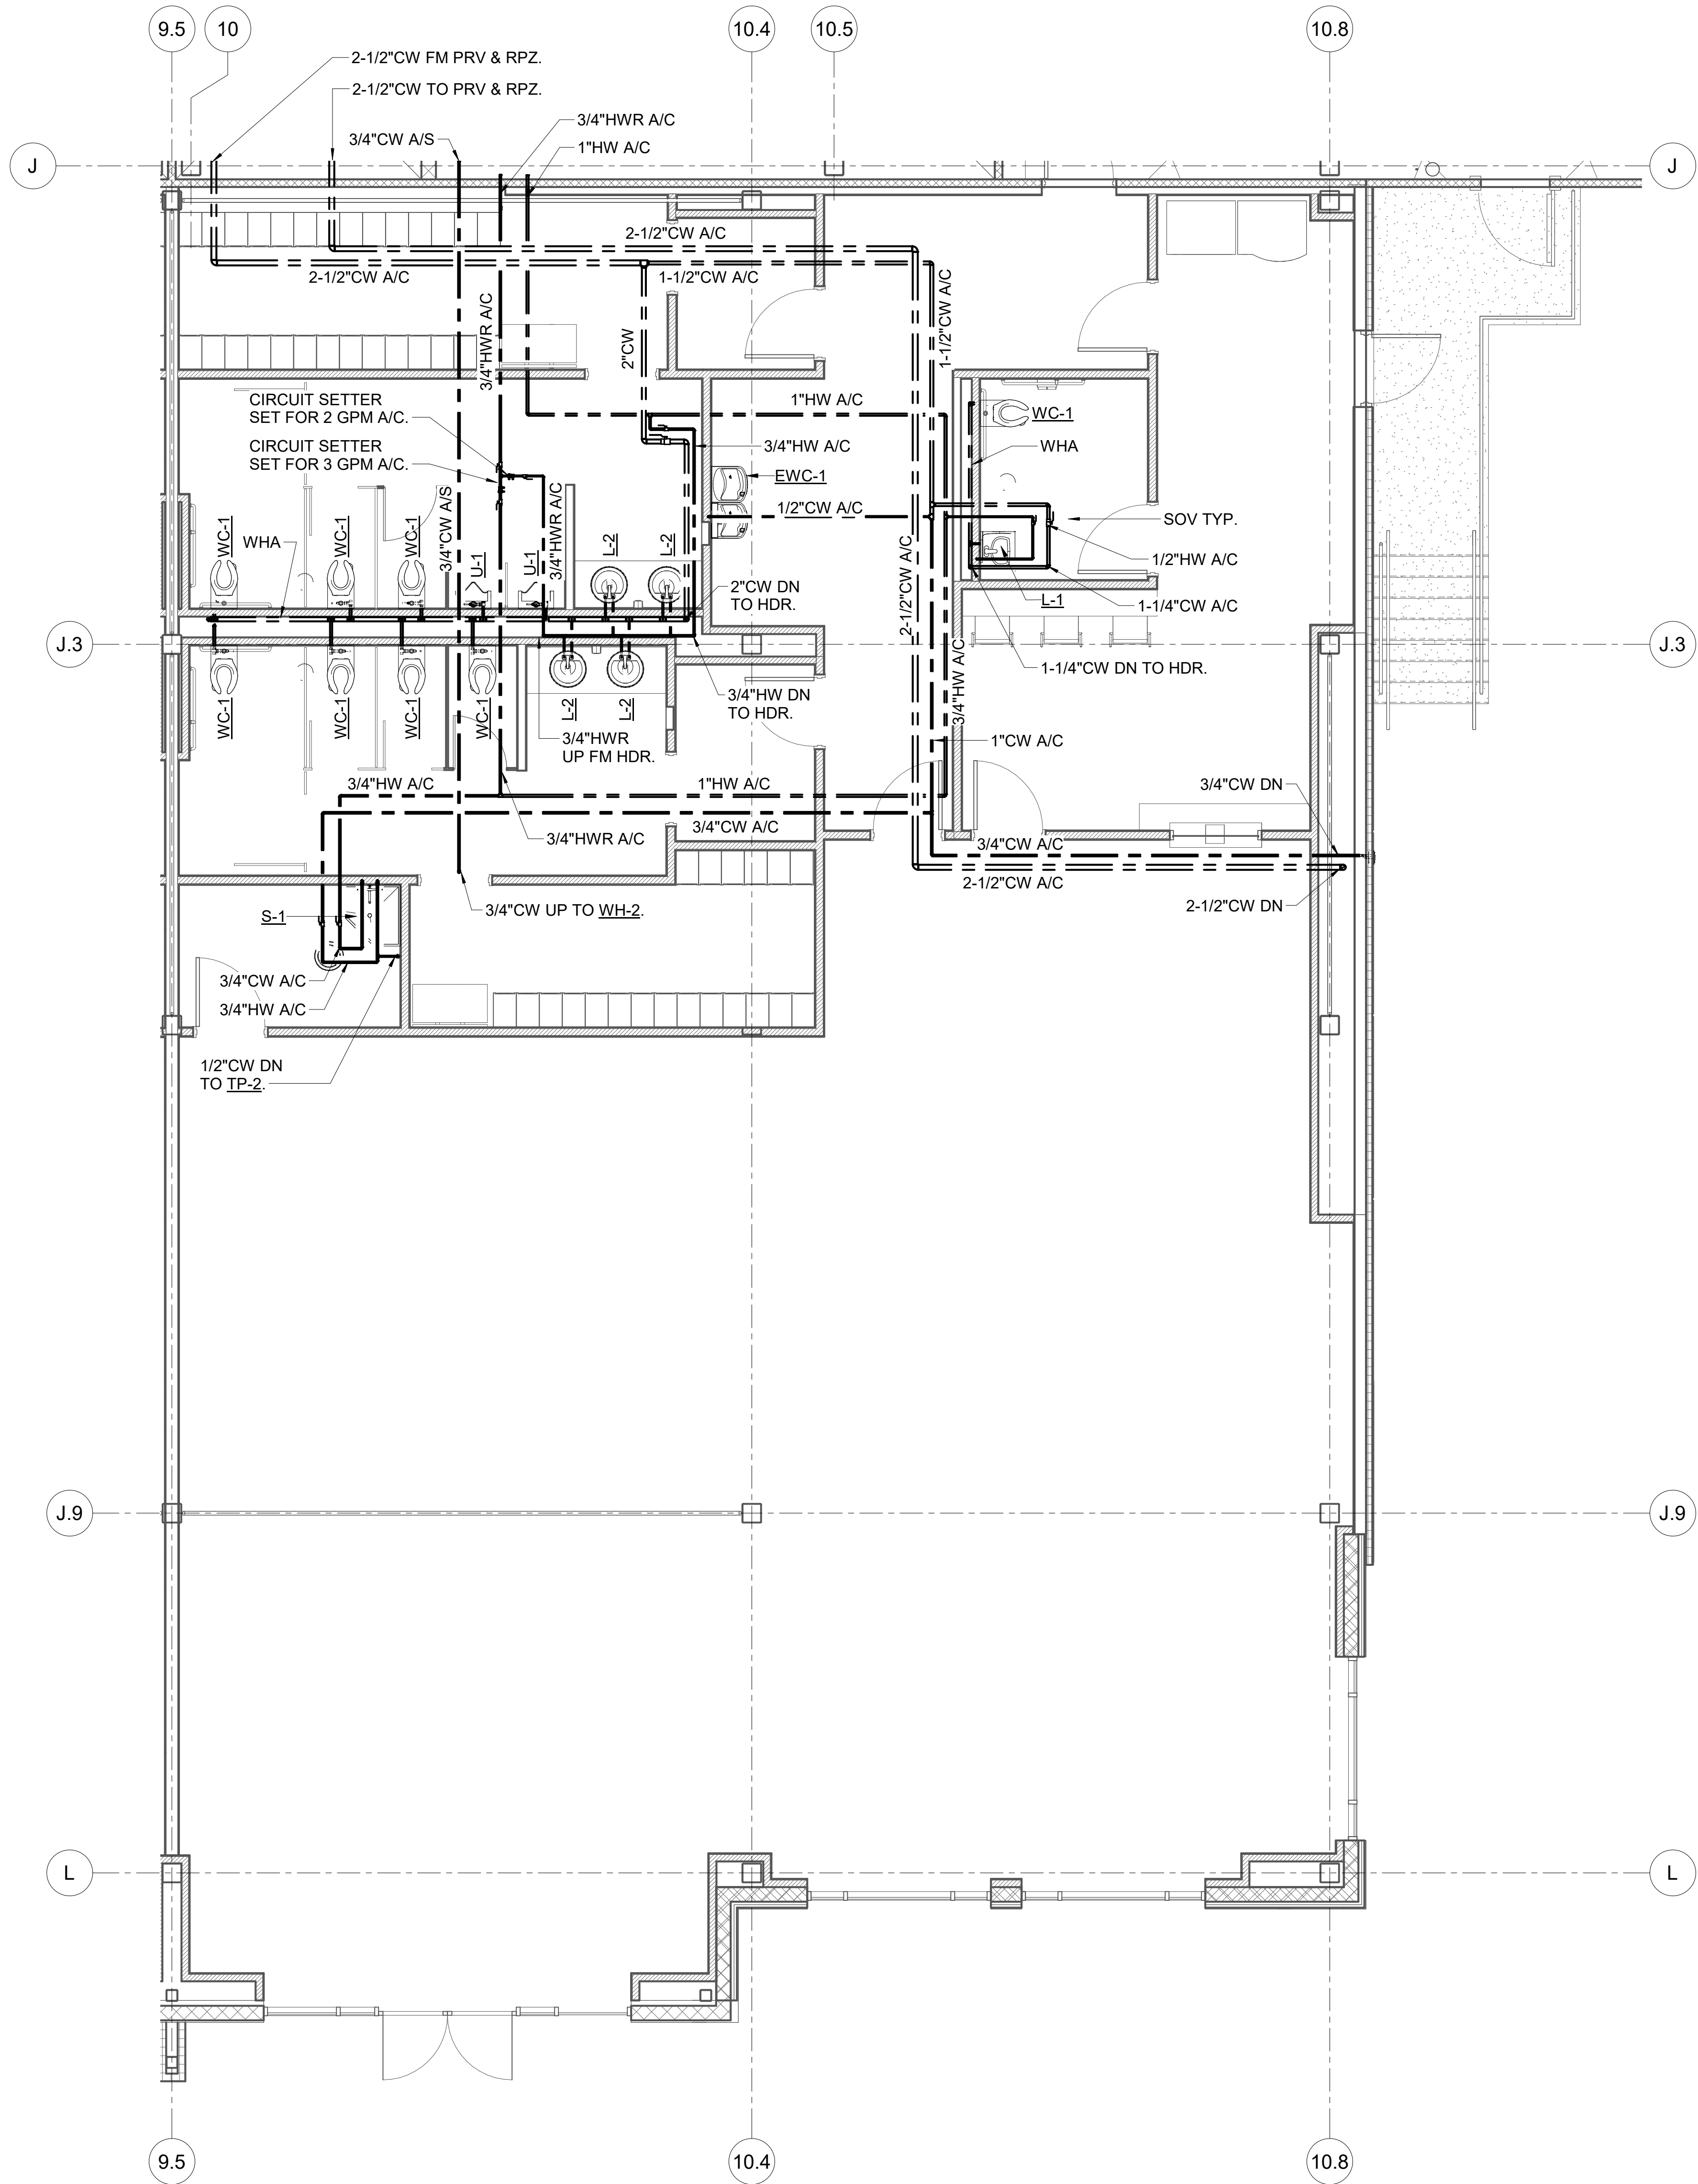 9.5
10
10.4
10.5
10.8
2-1/2"CW FM PRV & RPZ.
2-1/2"CW TO PRV & RPZ.
3/4"HWR A/C
3/4"CW A/S
1"HW A/C
J
J
2-1/2"CW A/C
2-1/2"CW A/C
1-1/2"CW A/C
1-1/2"CW A/C
3/4"HWR A/C
2"CW
CIRCUIT SETTER
SET FOR 2 GPM A/C.
CIRCUIT SETTER
SET FOR 3 GPM A/C.
1"HW A/C
WC-1
3/4"HW A/C
WHA
EWC-1
1/2"CW A/C
SOV TYP.
3/4"CW A/S
3/4"HWR A/C
WHA
WC-1
WC-1
WC-1
U-1
U-1
L-2
L-2
1/2"HW A/C
2"CW DN
TO HDR.
2-1/2"CW A/C
L-1
1-1/4"CW A/C
J.3
J.3
1-1/4"CW DN TO HDR.
3/4"HW A/C
WC-1
WC-1
WC-1
WC-1
L-2
L-2
3/4"HW DN
TO HDR.
3/4"HWR
UP FM HDR.
1"CW A/C
3/4"HW A/C
1"HW A/C
3/4"CW DN
3/4"CW A/C
3/4"HWR A/C
3/4"CW A/C
2-1/2"CW A/C
2-1/2"CW DN
S-1
3/4"CW UP TO WH-2.
3/4"CW A/C
3/4"HW A/C
1/2"CW DN
TO TP-2.
J.9
J.9
L
L
9.5
10.4
10.8